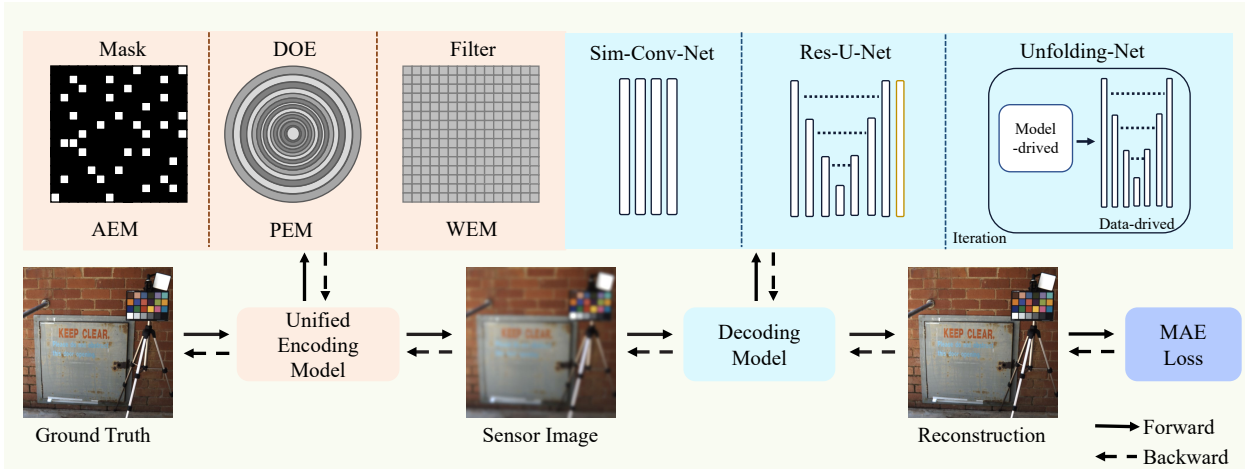 Mask
DOE
Filter
Sim-Conv-Net
Res-U-Net
Unfolding-Net
Model
-drived
AEM
PEM
WEM
Data-drived
Iteration
KEEP CLEAR.
Unified
Encoding
Model
Decoding
Model
KEEP CLEAR.
MAE
Loss
Ground Truth
Sensor Image
Reconstruction
Forward
Backward